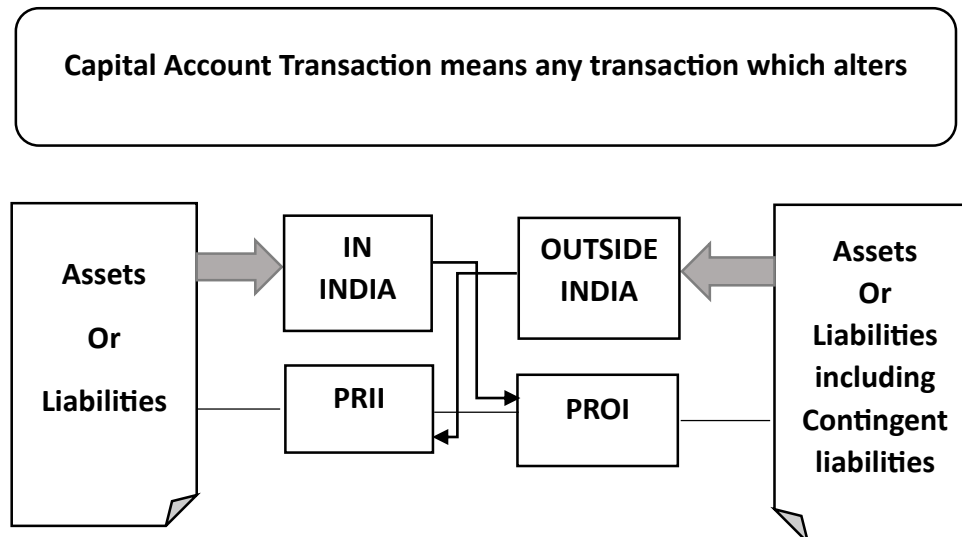 Capital Account Transaction means any transaction which alters
Assets
Or
Liabilities
IN
INDIA
OUTSIDE
INDIA
Assets
Or
Liabilities
including
Contingent
liabilities
PRII
PROI